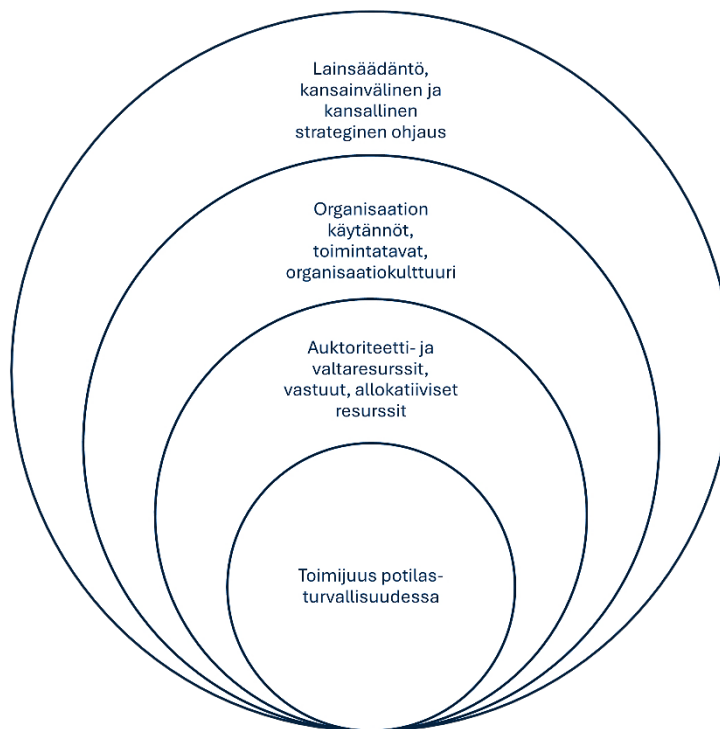 Lainsäädäntö,
kansainvälinen ja
kansallinen
strateginen ohjaus
Organisaation
käytännöt,
toimintatavat,
organisaatiokulttuuri
Auktoriteetti- ja
valtaresurssit,
vastuut, allokatiiviset
resurssit
Toimijuus potilas-
turvallisuudessa